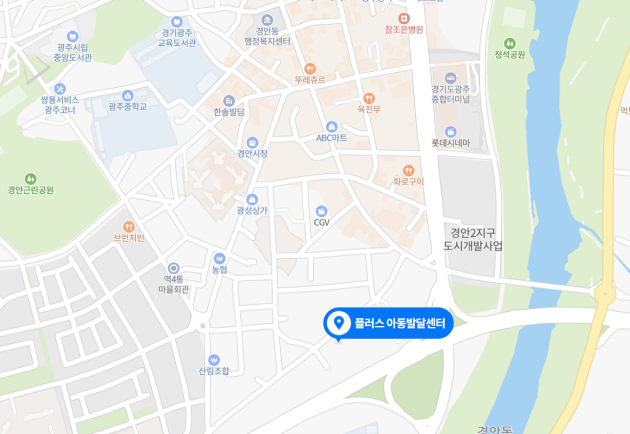 광주시립
중앙도서관
경기광주
교육도서관
경안동
행정복지센터
참조은병원
청석공원
쌍용서비스
광주코너
광주중학교
뚜레쥬르
한솥빌딩
육전무
경기도광주
종합터미널
ABC마트
롯데시네마
경안시장
화로구이
경안근린공원
광성상가
CGV
브런치빈
경안2지구
도시개발사업
역4통
마을회관
농협
플러스 아동발달센터
산림조합
경안동